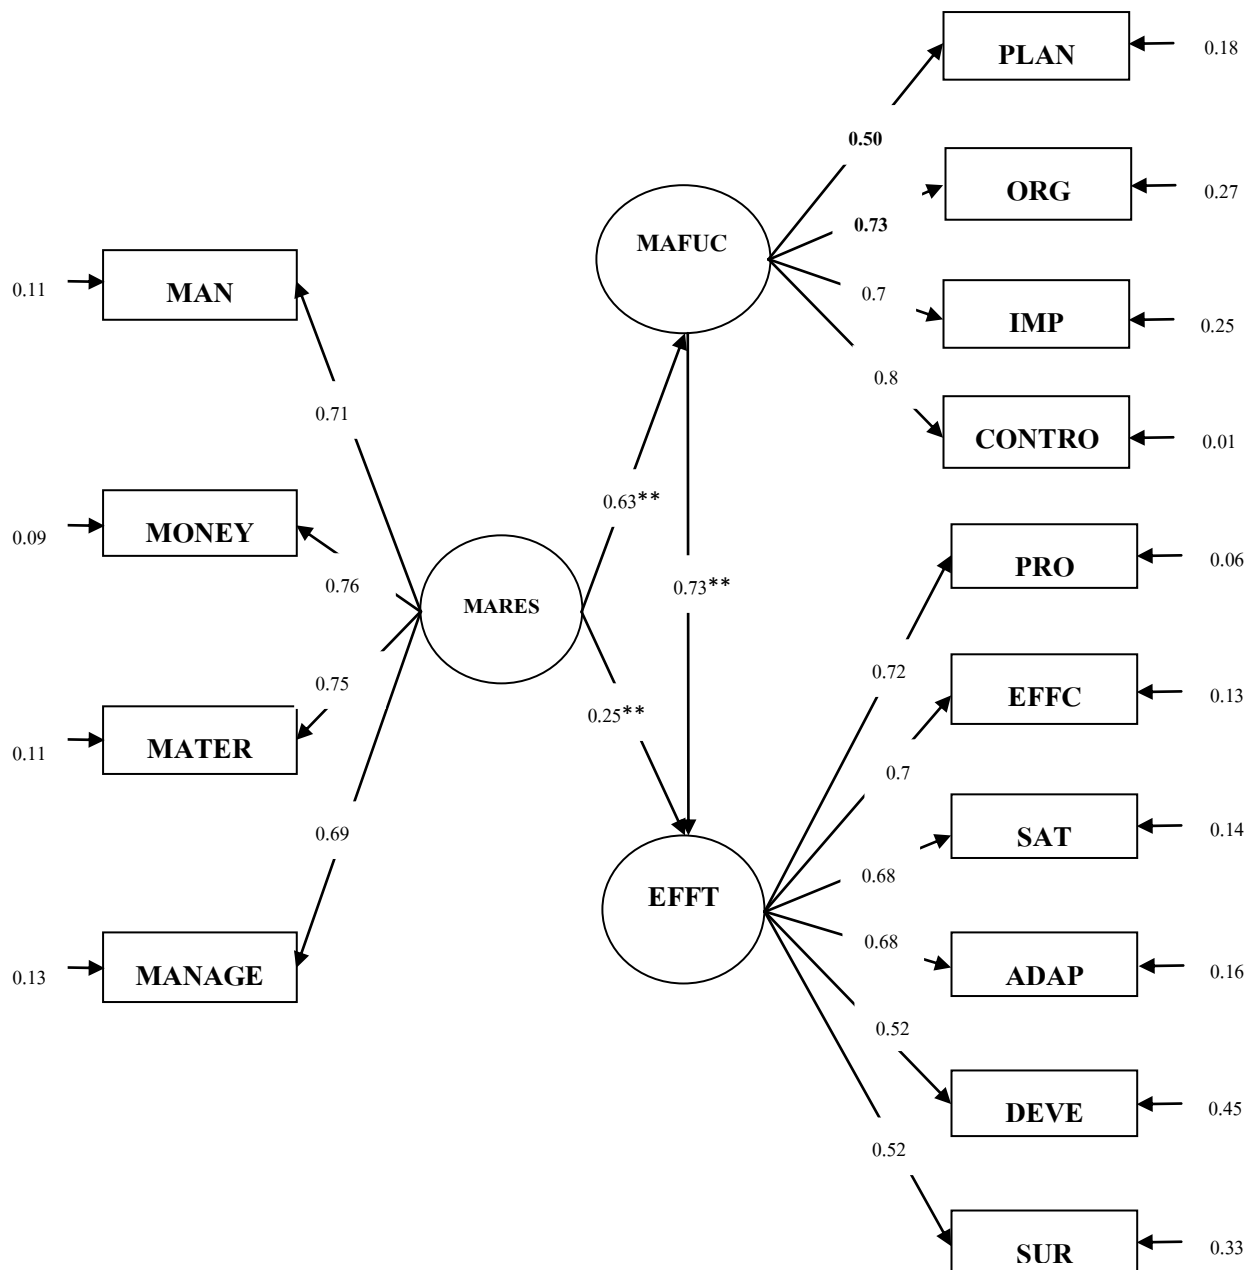 PLAN
0.18
0.50
ORG
0.27
MAFUC
0.73
MAN
0.11
0.7
IMP
0.25
0.8
0.71
CONTRO
0.01
0.63**
MONEY
0.09
0.76
MARES
0.73**
PRO
0.06
0.75
0.72
EFFC
0.13
0.25**
MATER
0.11
0.7
0.69
SAT
0.14
0.68
EFFT
0.68
MANAGE
0.13
ADAP
0.16
0.52
DEVE
0.45
0.52
SUR
0.33